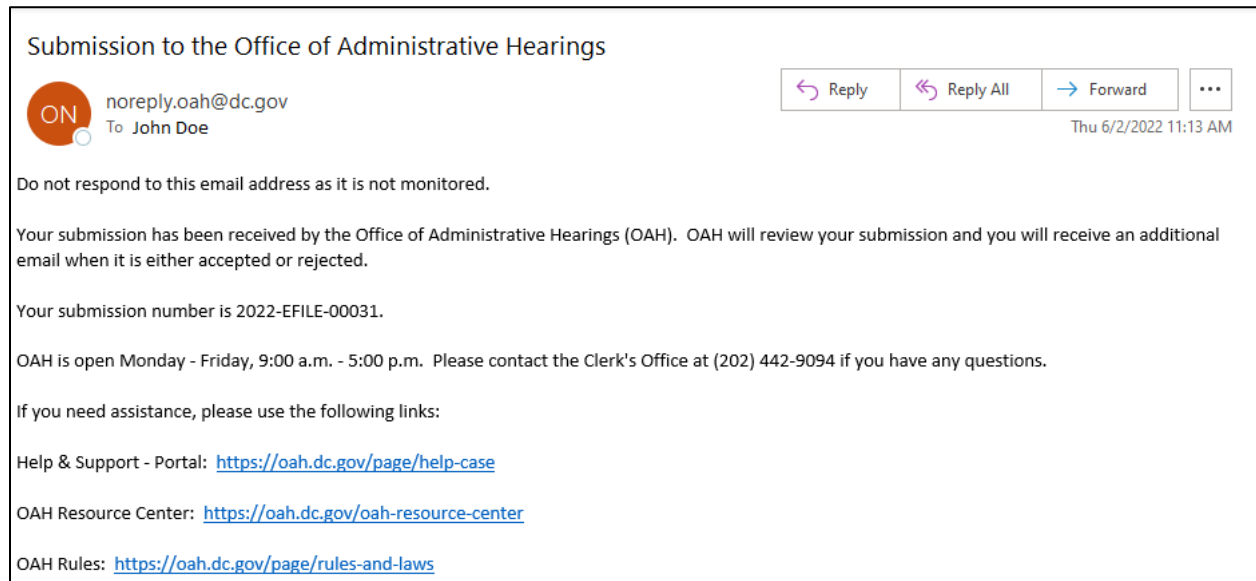 Submission to the Office of Administrative Hearings
ON
noreply.oah@dc.gov
To John Doe
Reply
Reply All
Forward
...
Thu 6/2/2022 11:13 AM
Do not respond to this email address as it is not monitored.
Your submission has been received by the Office of Administrative Hearings (OAH).  OAH will review your submission and you will receive an additional
email when it is either accepted or rejected.
Your submission number is 2022-EFILE-00031.
OAH is open Monday - Friday, 9:00 a.m. - 5:00 p.m.  Please contact the Clerk's Office at (202) 442-9094 if you have any questions.
If you need assistance, please use the following links:
Help & Support - Portal:  https://oah.dc.gov/page/help-case
OAH Resource Center:  https://oah.dc.gov/oah-resource-center
OAH Rules:  https://oah.dc.gov/page/rules-and-laws